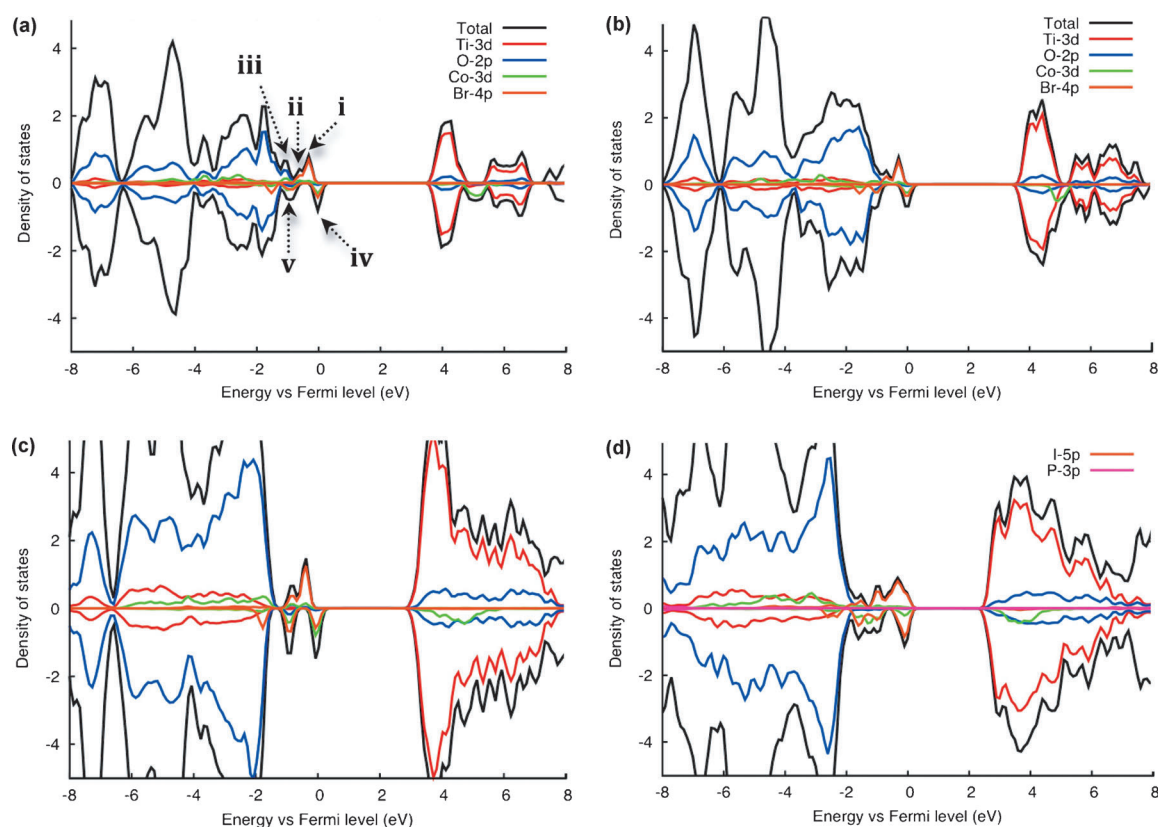 (a)
Total
Ti-3d
O-2p
Co-3d
Br-4p
iii
ii
i
v
iv
4
2
0
-2
-4
Density of states
-8 -6 -4 -2 0 2 4 6 8
Energy vs Fermi level (eV)
(b)
Total
Ti-3d
O-2p
Co-3d
Br-4p
4
2
0
-2
-4
Density of states
-8 -6 -4 -2 0 2 4 6 8
Energy vs Fermi level (eV)
(c)
4
2
0
-2
-4
Density of states
-8 -6 -4 -2 0 2 4 6 8
Energy vs Fermi level (eV)
(d)
I-5p
P-3p
4
2
0
-2
-4
Density of states
-8 -6 -4 -2 0 2 4 6 8
Energy vs Fermi level (eV)